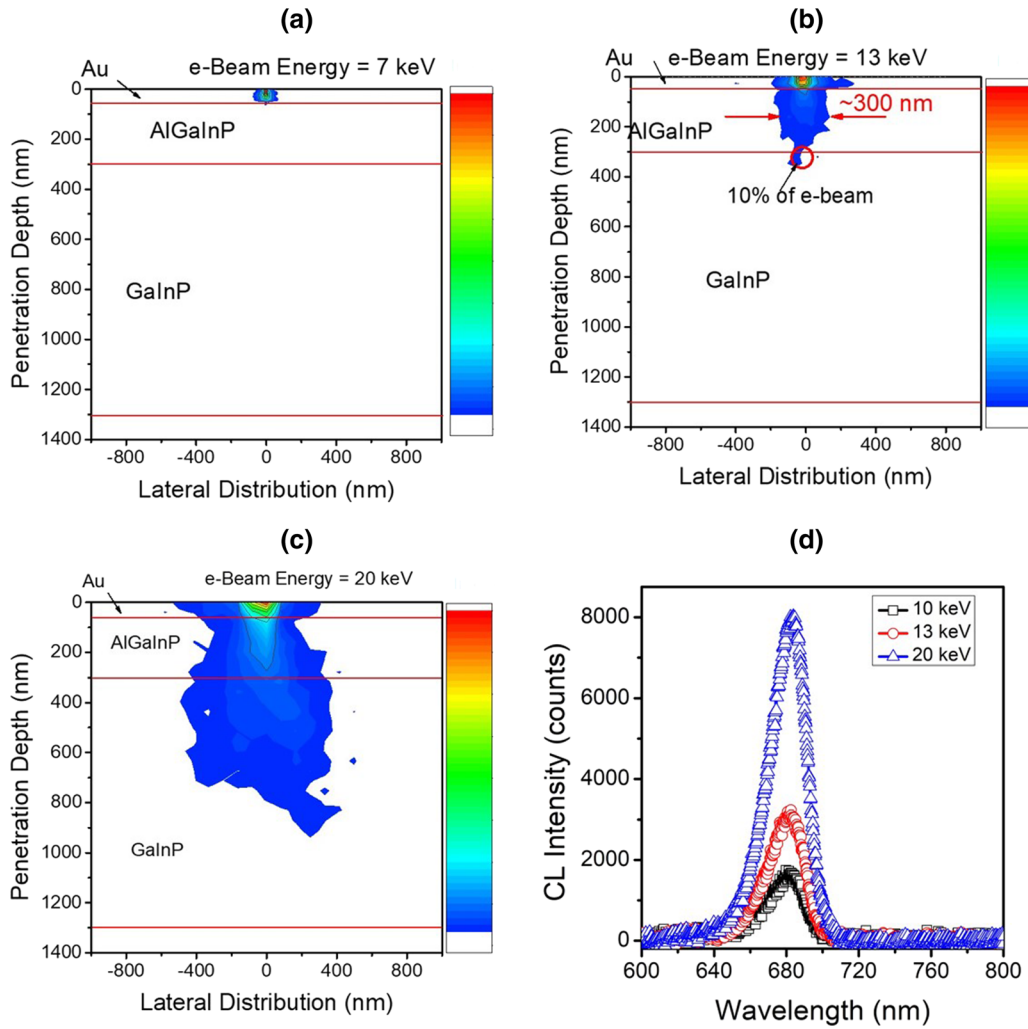 (a)
Au
e-Beam Energy = 7 keV
0
200
400
600
800
1000
1200
1400
AlGaInP
GaInP
Penetration Depth (nm)
-800
-400
0
400
800
Lateral Distribution (nm)
(b)
Au
e-Beam Energy = 13 keV
0
200
400
600
800
1000
1200
1400
~300 nm
AlGaInP
10% of e-beam
GaInP
Penetration Depth (nm)
-800
-400
0
400
800
Lateral Distribution (nm)
(c)
Au
e-Beam Energy = 20 keV
0
200
400
600
800
1000
1200
1400
AlGaInP
GaInP
Penetration Depth (nm)
-800
-400
0
400
800
Lateral Distribution (nm)
(d)
8000
6000
4000
2000
0
10 keV
13 keV
20 keV
CL Intensity (counts)
600
640
680
720
760
800
Wavelength (nm)